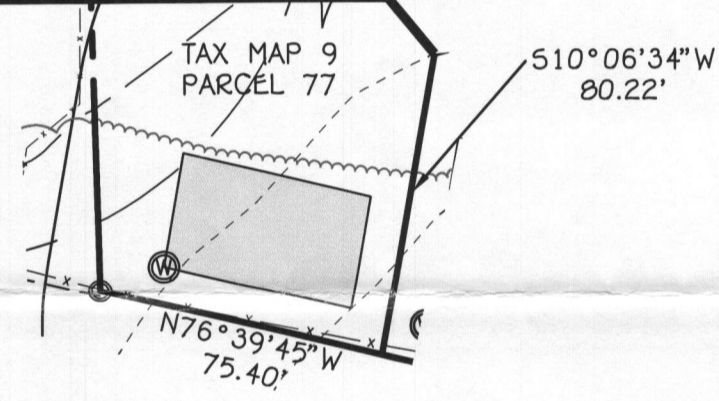 TAX MAP 9
PARCEL 77
S10°06'34"W
80.22'
W
N76°39'45"W
75.40'